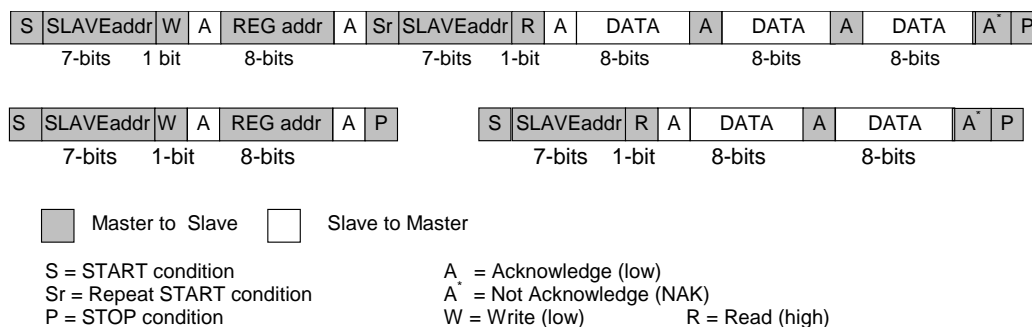 S SLAVEaddr W A REG addr A Sr SLAVEaddr R A DATA A DATA A DATA A* P
7-bits 1 bit 8-bits 7-bits 1-bit 8-bits 8-bits 8-bits
S SLAVEaddr W A REG addr A P
7-bits 1-bit 8-bits
S SLAVEaddr R A DATA A DATA A* P
7-bits 1-bit 8-bits 8-bits
Master to Slave
Slave to Master
S = START condition
Sr = Repeat START condition
P = STOP condition
A = Acknowledge (low)
A* = Not Acknowledge (NAK)
W = Write (low) R = Read (high)